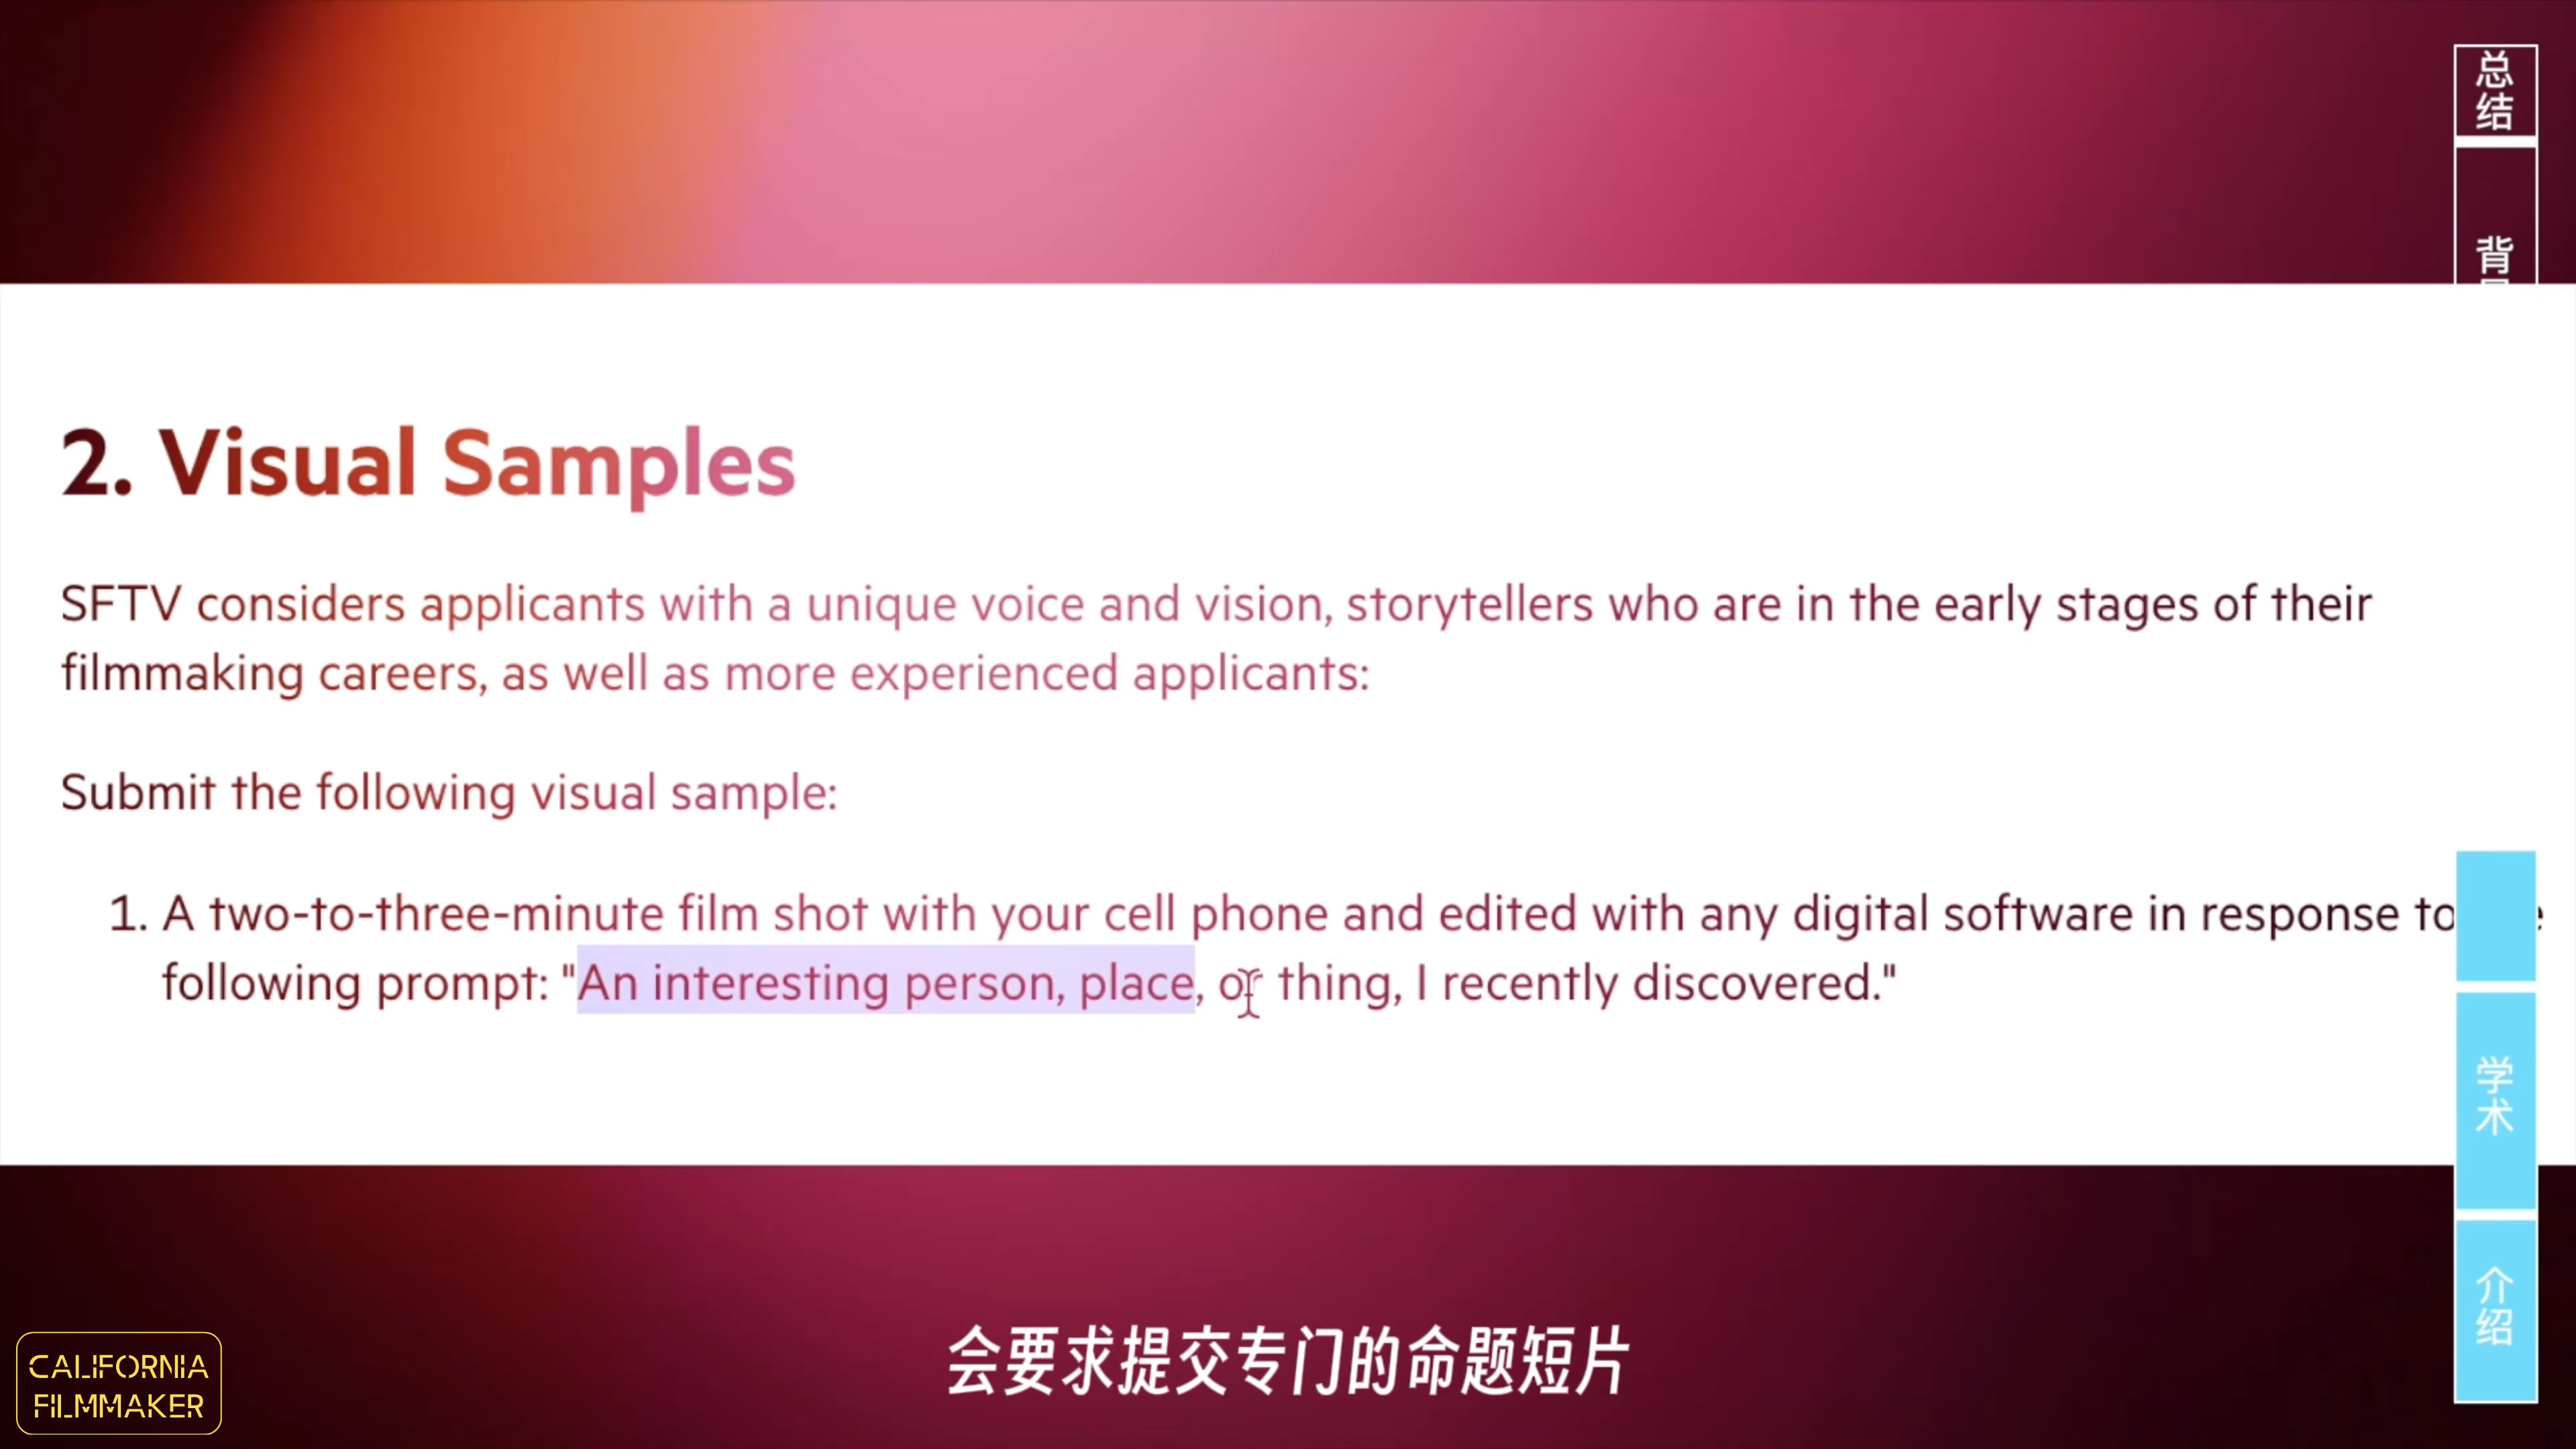 总结
背
2. Visual Samples
SFTV considers applicants with a unique voice and vision, storytellers who are in the early stages of their
filmmaking careers, as well as more experienced applicants:
Submit the following visual sample:
1. A two-to-three-minute film shot with your cell phone and edited with any digital software in response to
following prompt: "An interesting person, place, or thing, I recently discovered."
学术
介绍
会要求提交专门的命题短片
CALIFORNIA
FILMMAKER